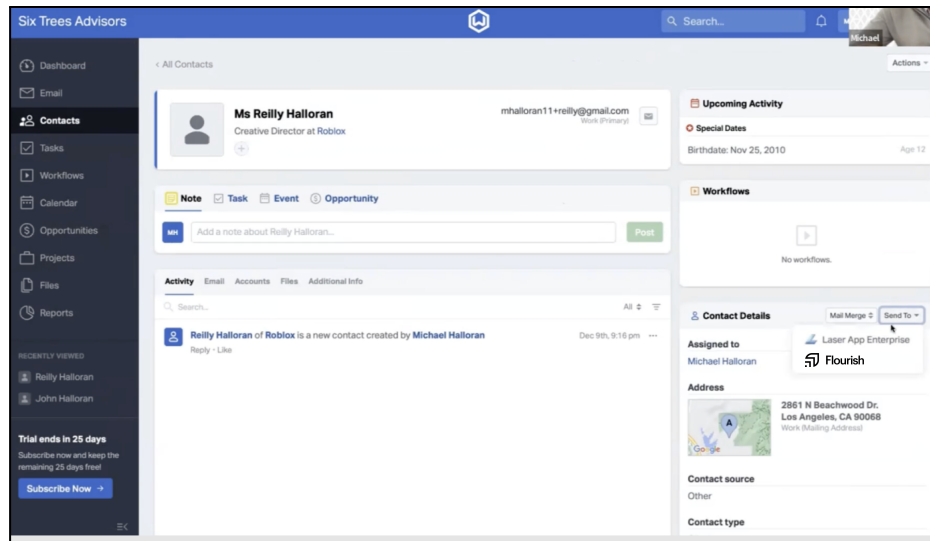 Six Trees Advisors
Search...
Michael
Dashboard
Email
Contacts
Tasks
Workflows
Calendar
Opportunities
Projects
Files
Reports
RECENTLY VIEWED
Reilly Halloran
John Halloran
Trial ends in 25 days
Subscribe now and keep the
remaining 25 days free!
Subscribe Now →
‹ All Contacts
Actions
Ms Reilly Halloran
Creative Director at Roblox
mhalloran11+reilly@gmail.com
Work (Primary)
Note Task Event Opportunity
MH Add a note about Reilly Halloran...
Post
Activity Email Accounts Files Additional Info
Search...
All
Reilly Halloran of Roblox is a new contact created by Michael Halloran
Dec 9th, 9:16 pm
Reply · Like
Upcoming Activity
Special Dates
Birthdate: Nov 25, 2010
Age 12
Workflows
No workflows.
Contact Details
Mail Merge
Send To
Laser App Enterprise
Flourish
Assigned to
Michael Halloran
Address
A
Google
2861 N Beachwood Dr.
Los Angeles, CA 90068
Work (Mailing Address)
Contact source
Other
Contact type